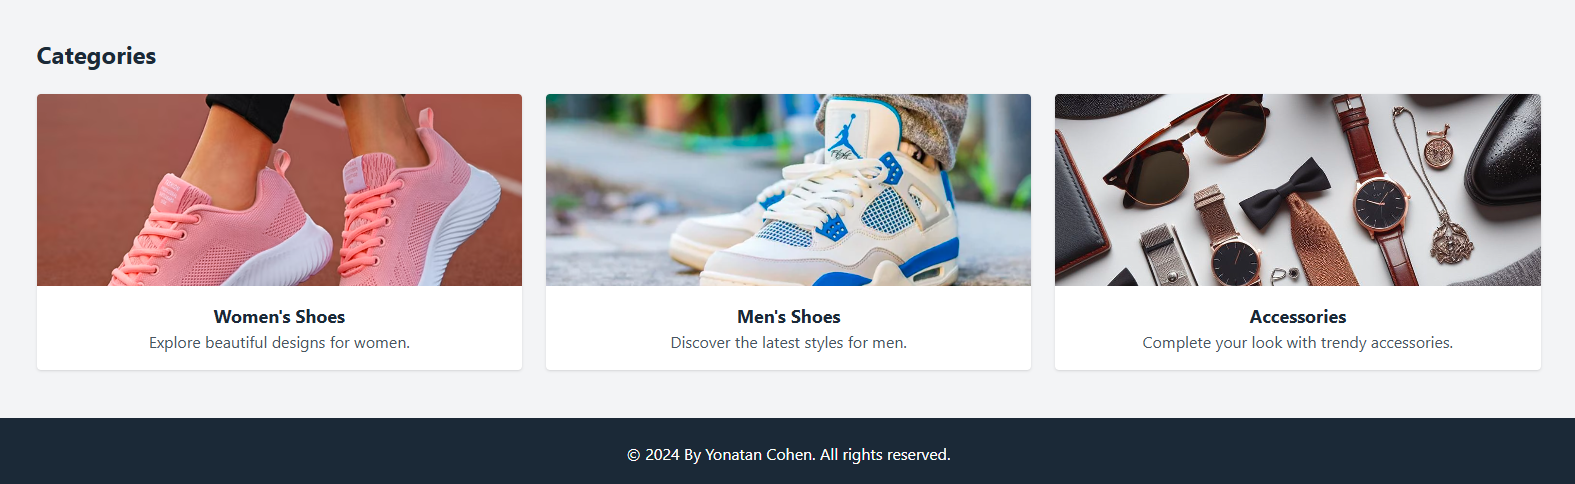 Categories
Women's Shoes
Explore beautiful designs for women.
Men's Shoes
Discover the latest styles for men.
Accessories
Complete your look with trendy accessories.
© 2024 By Yonatan Cohen. All rights reserved.